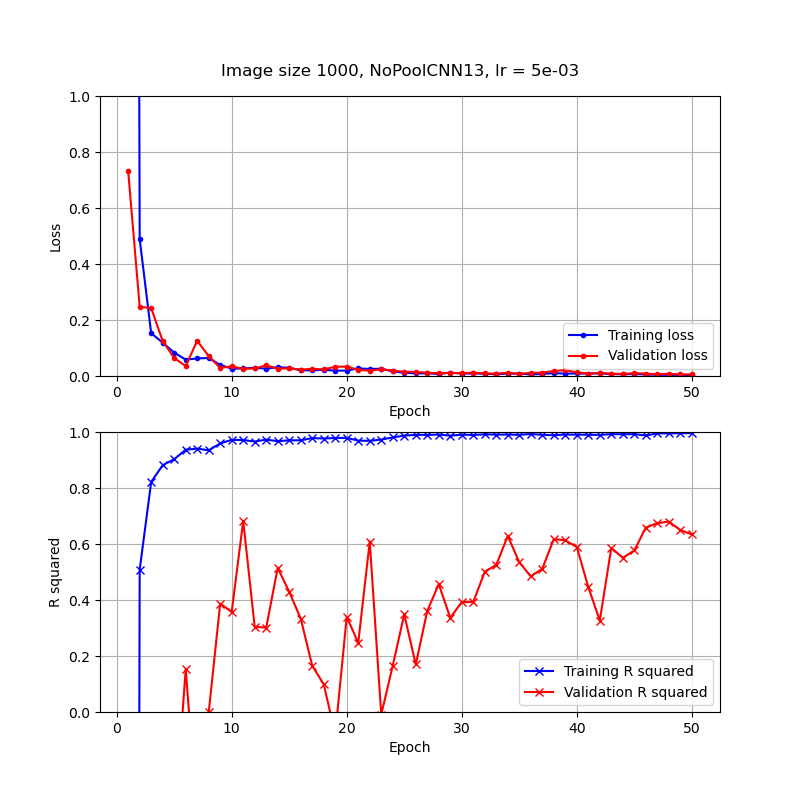 Image size 1000, NoPoolCNN13, lr = 5e-03
1.0
0.8
0.6
0.4
0.2
0.0
Loss
0 10 20 30 40 50
Epoch
Training loss
Validation loss
1.0
0.8
0.6
0.4
0.2
0.0
R squared
0 10 20 30 40 50
Epoch
Training R squared
Validation R squared